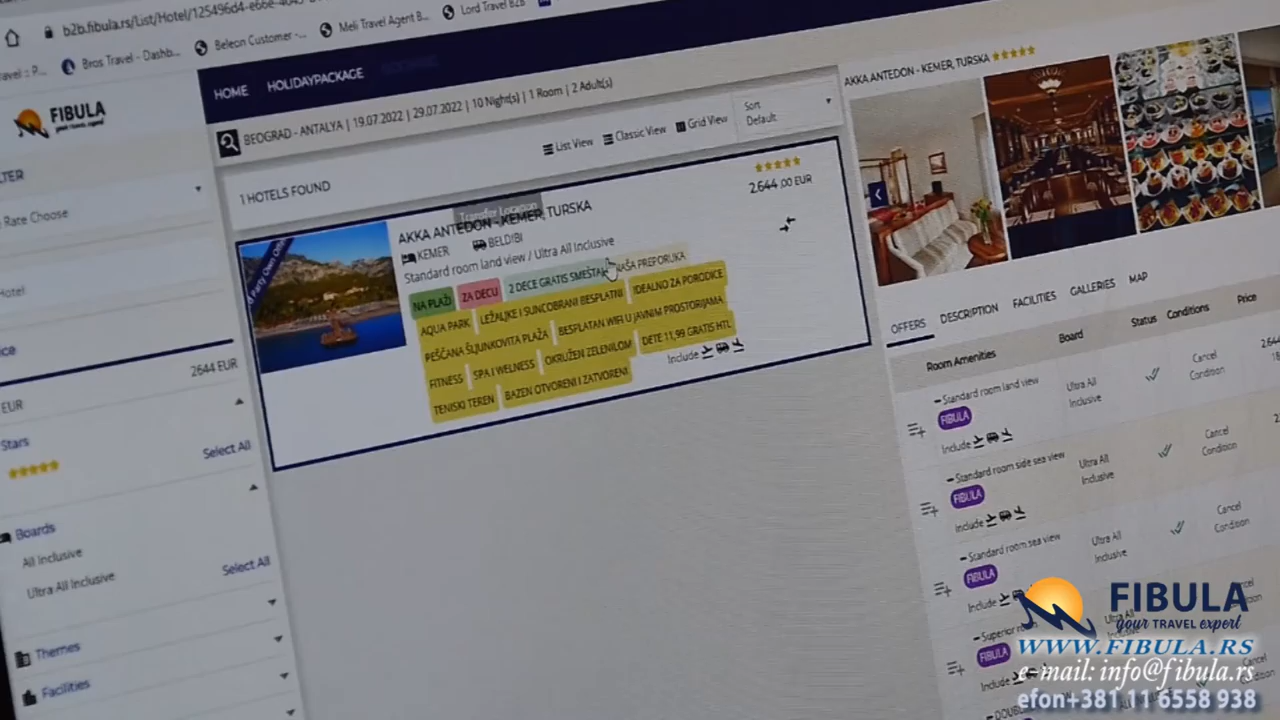 b2b.fibula.rs/List/Hotel/125496d4-e66e-
Bros Travel - Dashb...
Beleon Customer -...
Meli Travel Agent B...
Lord Travel B2B
FIBULA
your travel expert
HOME
HOLIDAYPACKAGE
BEOGRAD - ANTALYA | 19.07.2022 | 29.07.2022 | 10 Night(s) | 1 Room | 2 Adult(s)
LTER
Rate Choose
Hotel
ice
2644 EUR
EUR
Stars
Select All
Boards
All Inclusive
Ultra All Inclusive
Select All
Themes
Facilities
1 HOTELS FOUND
List View
Classic View
Grid View
Sort
Default
Transfer Location
AKKA ANTEDON - KEMER, TURSKA
2.644,00 EUR
KEMER
BELDIBI
Standard room land view / Ultra All Inclusive
NA PLAŽI
ZA DECU
2 DECE GRATIS SMEŠTAJ
NAŠA PREPORUKA
AQUA PARK
LEŽALJKE I SUNCOBRANI BESPLATNI
IDEALNO ZA PORODICE
PEŠČANA ŠLJUNKOVITA PLAŽA
BESPLATAN WIFI U JAVNIM PROSTORIJAMA
FITNESS
SPA I WELNESS
OKRUŽEN ZELENILOM
DETE 11,99 GRATIS HTL
TENISKI TEREN
BAZEN OTVORENI I ZATVORENI
Include
AKKA ANTEDON - KEMER, TURSKA
OFFERS
DESCRIPTION
FACILITIES
GALLERIES
MAP
Room Amenities
Board
Status
Conditions
Price
Standard room land view
FIBULA
Include
Ultra All Inclusive
Cancel Condition
Standard room side sea view
FIBULA
Include
Ultra All Inclusive
Cancel Condition
Standard room sea view
FIBULA
Include
Ultra All Inclusive
Cancel Condition
Superior
FIBULA
Include
FIBULA
your TRAVEL expert
WWW.FIBULA.RS
e-mail: info@fibula.rs
efon+381 11 6558 938